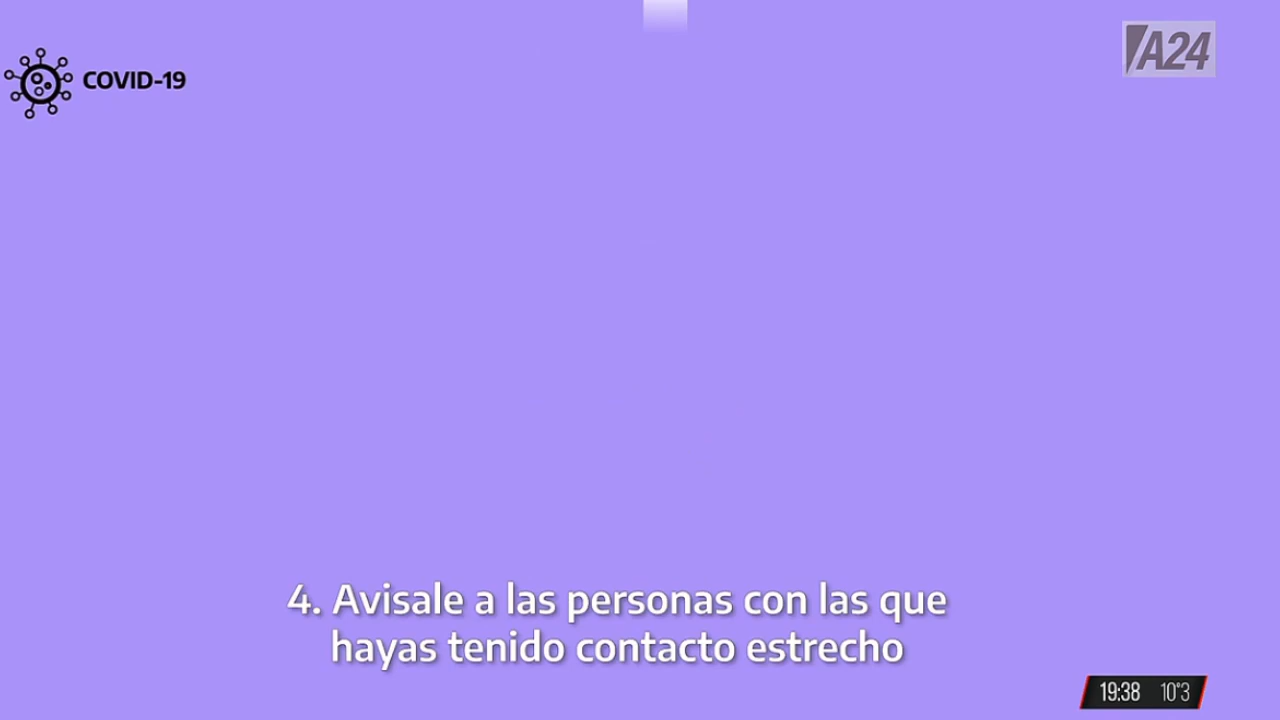 A24
COVID-19
4. Avisale a las personas con las que
hayas tenido contacto estrecho
19:38 10°3